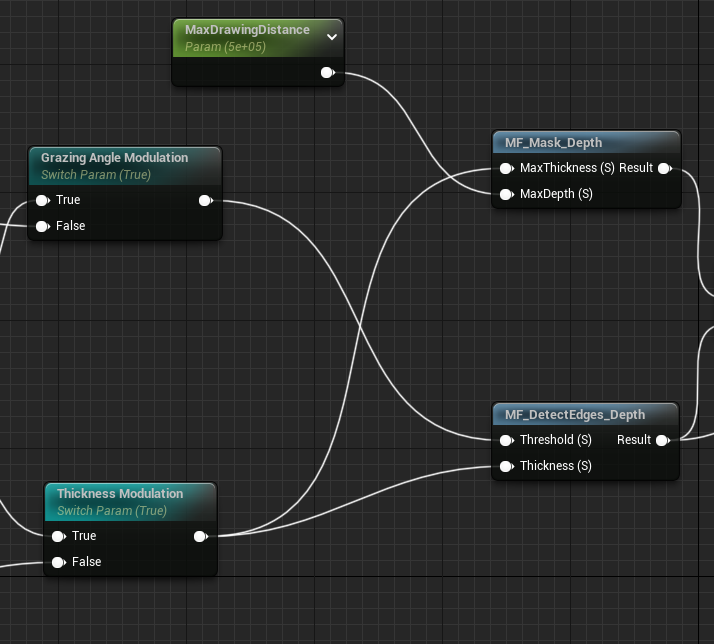 MaxDrawingDistance
Param (5e+05)
MF_Mask_Depth
MaxThickness (S) Result
MaxDepth (S)
Grazing Angle Modulation
Switch Param (True)
True
False
MF_DetectEdges_Depth
Threshold (S) Result
Thickness (S)
Thickness Modulation
Switch Param (True)
True
False